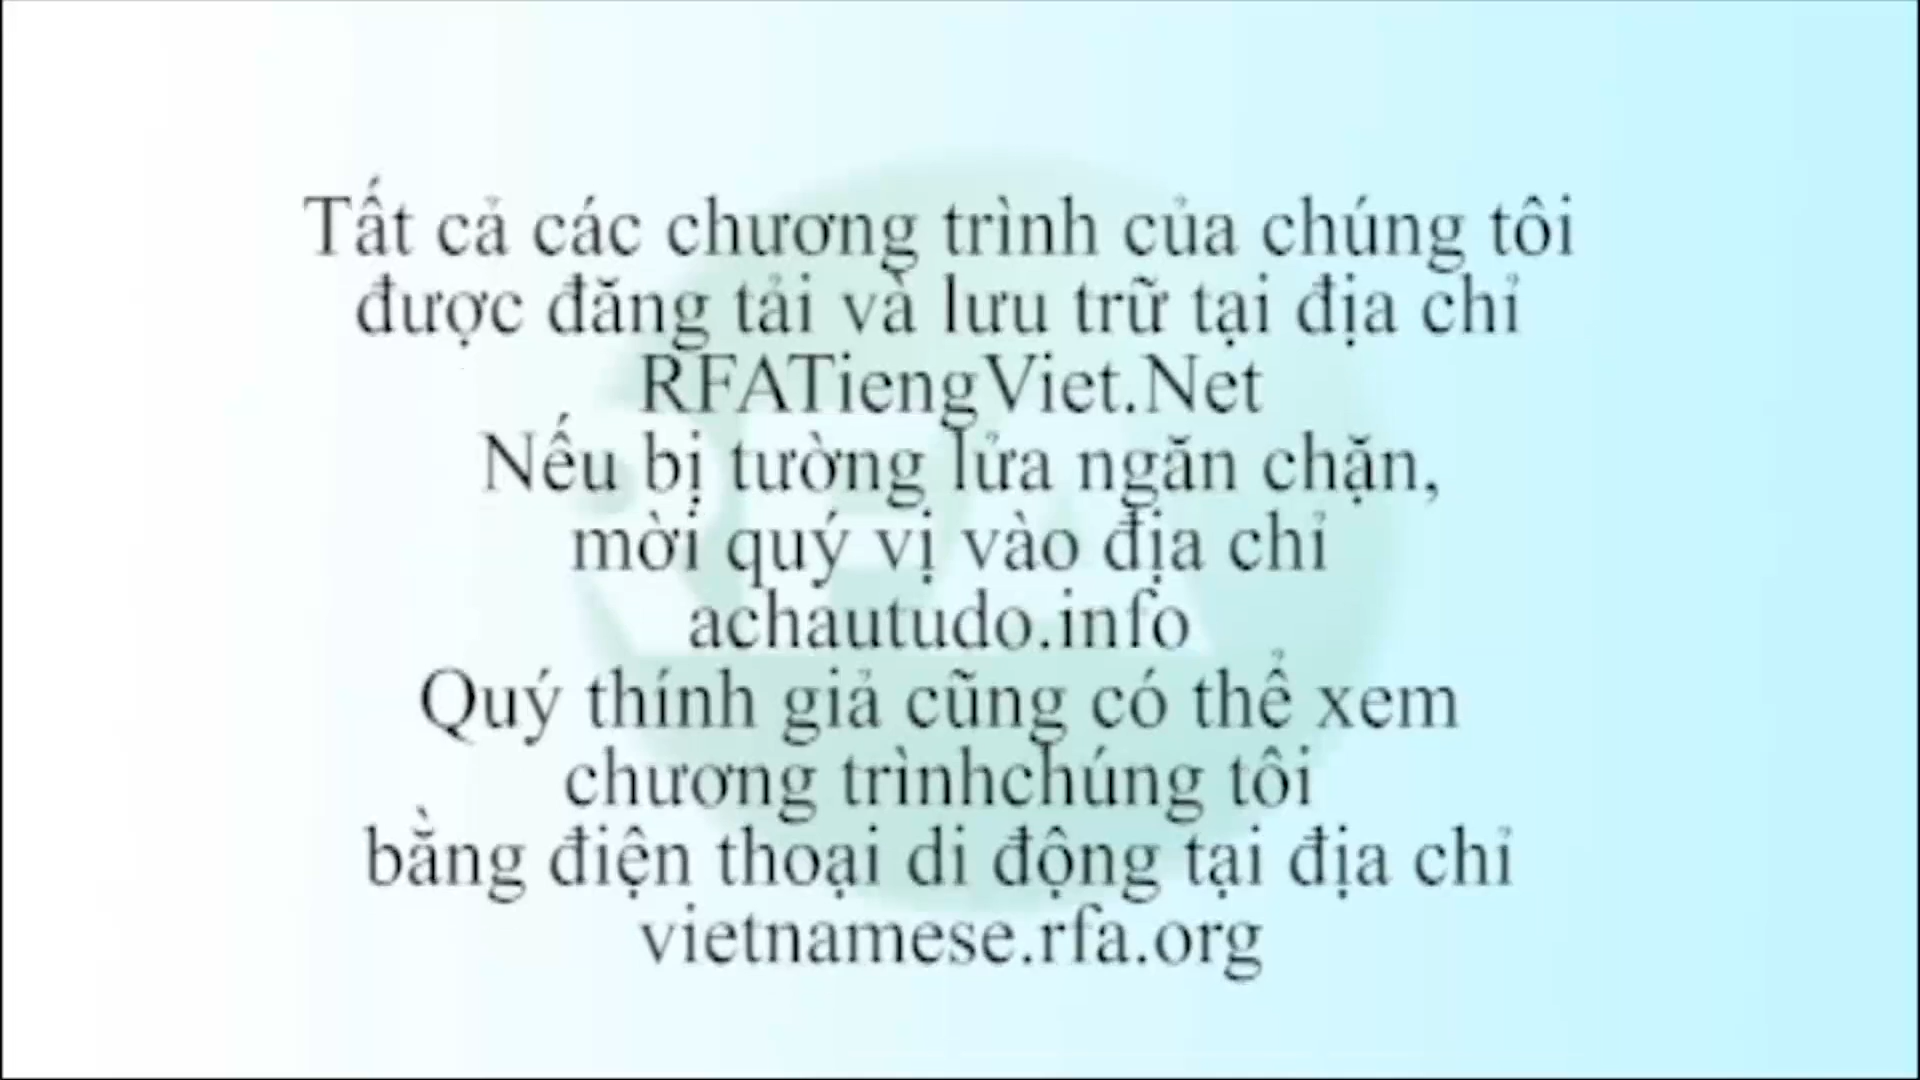 Tất cả các chương trình của chúng tôi
được đăng tải và lưu trữ tại địa chỉ
RFATiengViet.Net
Nếu bị tường lửa ngăn chặn,
mời quý vị vào địa chỉ
achautudo.info
Quý thính giả cũng có thể xem
chương trìnhchúng tôi
bằng điện thoại di động tại địa chỉ
vietnamese.rfa.org